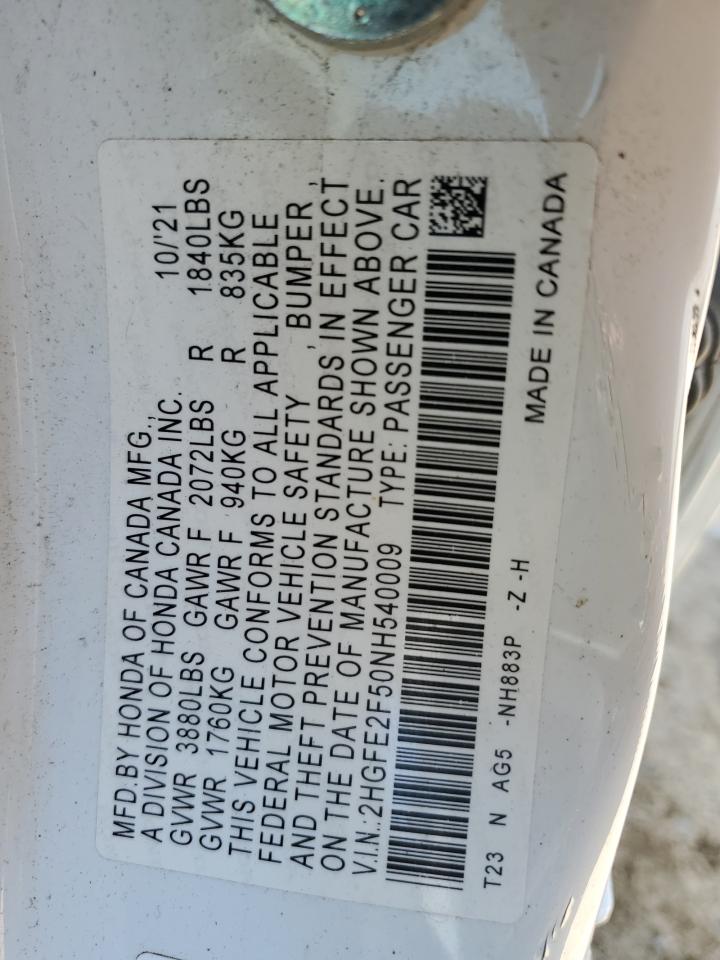 MFD.BY HONDA OF CANADA MFG.,
A DIVISION OF HONDA CANADA INC. 10/'21
GVWR 3880LBS GAWR F 2072LBS R 1840LBS
GVWR 1760KG GAWR F 940KG R 835KG
THIS VEHICLE CONFORMS TO ALL APPLICABLE
FEDERAL MOTOR VEHICLE SAFETY , BUMPER ,
AND THEFT PREVENTION STANDARDS IN EFFECT
ON THE DATE OF MANUFACTURE SHOWN ABOVE.
V.I.N.:2HGFE2F50NH540009 TYPE: PASSENGER CAR
T23 N AG5 -NH883P -Z -H
MADE IN CANADA